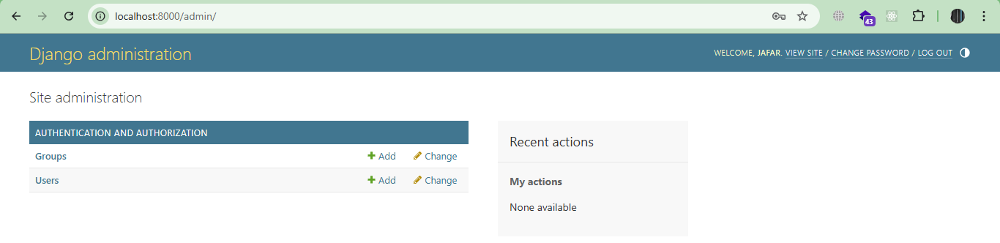 localhost:8000/admin/
43
Django administration
WELCOME, JAFAR. VIEW SITE / CHANGE PASSWORD / LOG OUT
Site administration
AUTHENTICATION AND AUTHORIZATION
Groups Add Change
Users Add Change
Recent actions
My actions
None available